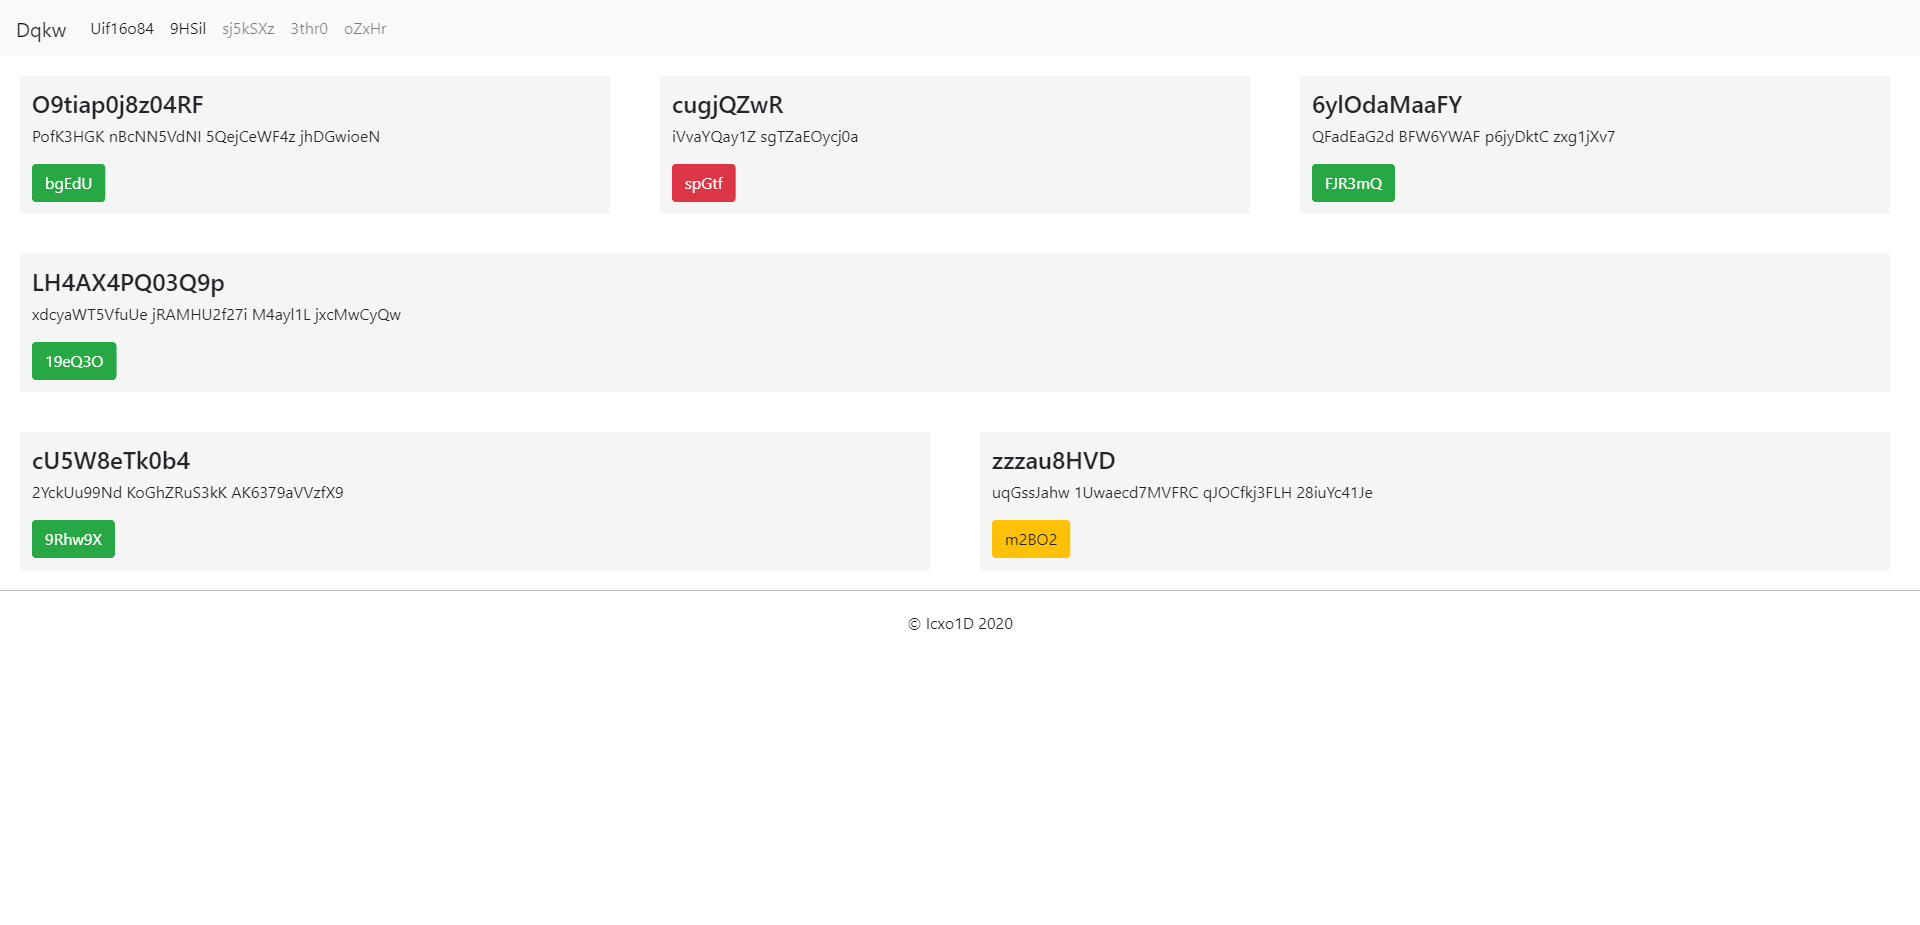 Dqkw Uif16o84 9HSil sj5kSXz 3thr0 oZxHr
O9tiap0j8z04RF
PofK3HGK nBcNN5VdNI 5QejCeWF4z jhDGwioeN
bgEdU
cugjQZwR
iVvaYQay1Z sgTZaEOycj0a
spGtf
6ylOdaMaaFY
QFadEaG2d BFW6YWAF p6jyDktC zxg1jXv7
FJR3mQ
LH4AX4PQ03Q9p
xdcyaWT5VfuUe jRAMHU2f27i M4ayl1L jxcMwCyQw
19eQ3O
cU5W8eTk0b4
2YckUu99Nd KoGhZRuS3kK AK6379aVVzfX9
9Rhw9X
zzzau8HVD
uqGssJahw 1Uwaecd7MVFRC qJOCfkj3FLH 28iuYc41Je
m2BO2
© Icxo1D 2020